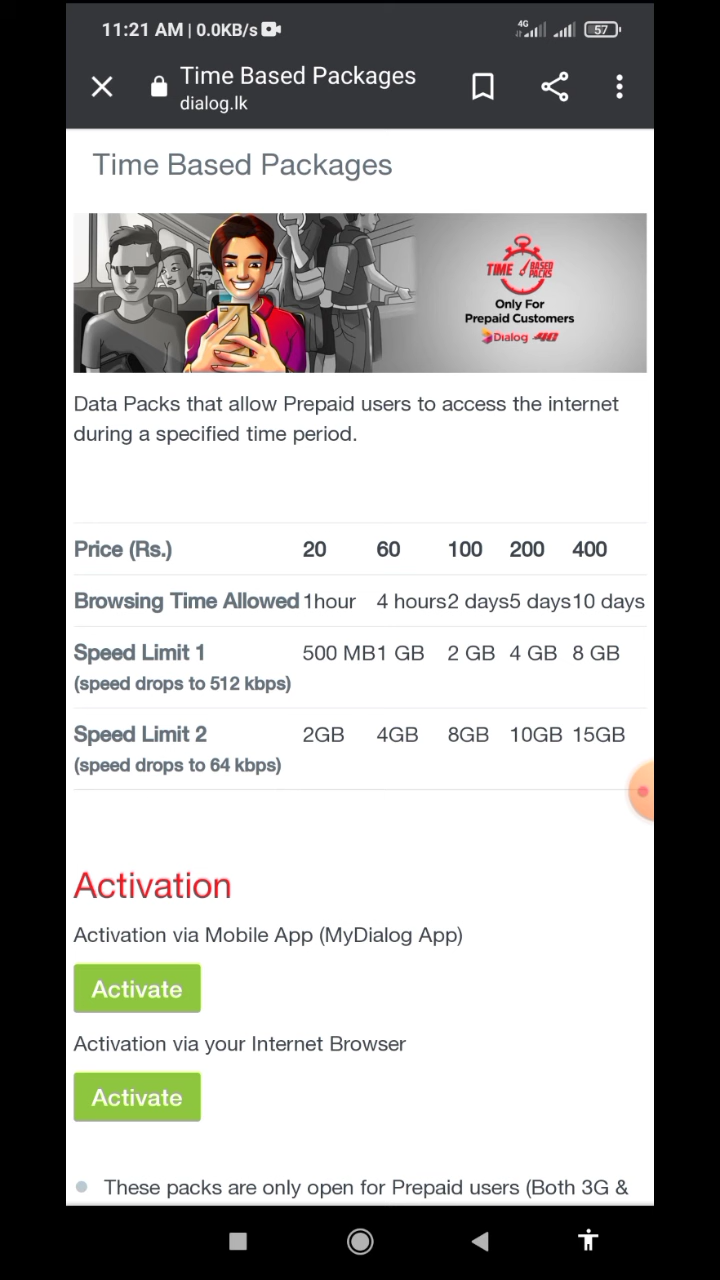 11:21 AM | 0.0KB/s
4G
57
Time Based Packages
dialog.lk
Time Based Packages
TIME BASED PACKS
Only For
Prepaid Customers
Dialog 4G
Data Packs that allow Prepaid users to access the internet
during a specified time period.
Price (Rs.) 20 60 100 200 400
Browsing Time Allowed 1hour 4 hours 2 days 5 days 10 days
Speed Limit 1 500 MB 1 GB 2 GB 4 GB 8 GB
(speed drops to 512 kbps)
Speed Limit 2 2GB 4GB 8GB 10GB 15GB
(speed drops to 64 kbps)
Activation
Activation via Mobile App (MyDialog App)
Activate
Activation via your Internet Browser
Activate
These packs are only open for Prepaid users (Both 3G &